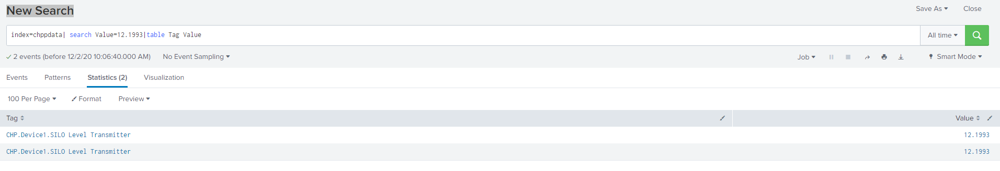 New Search
Save As Close
index=chppdata| search Value=12.1993|table Tag Value
All time
2 events (before 12/2/20 10:06:40.000 AM) No Event Sampling
Job Smart Mode
Events Patterns Statistics (2) Visualization
100 Per Page Format Preview
Tag Value
CHP.Device1.SILO Level Transmitter 12.1993
CHP.Device1.SILO Level Transmitter 12.1993